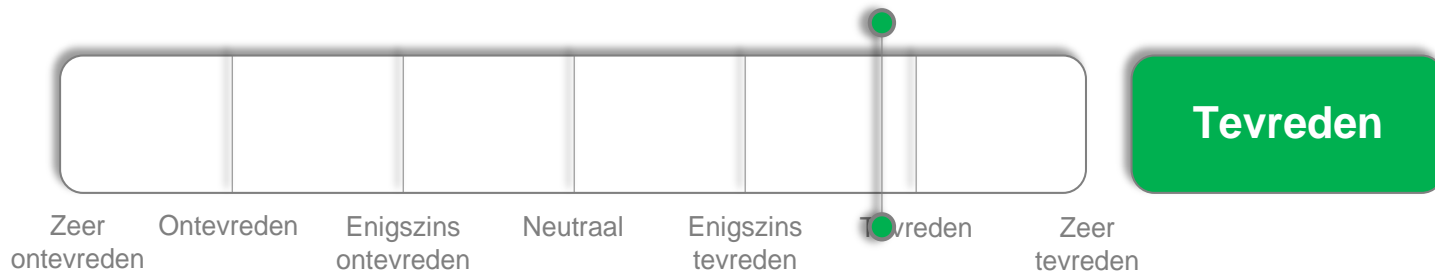 Tevreden
Zeer
ontevreden
Ontevreden
Enigszins
ontevreden
Neutraal
Enigszins
tevreden
Tevreden
Zeer
tevreden